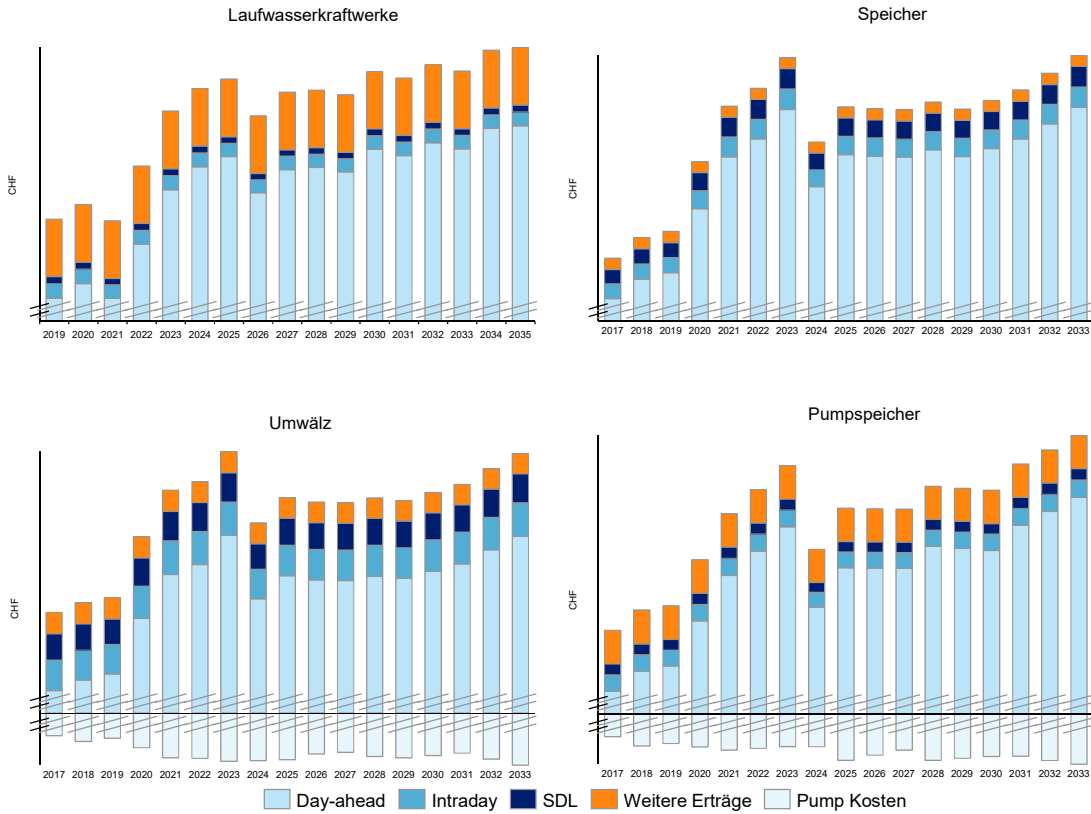 Laufwasserkraftwerke
CHF
2019 2020 2021 2022 2023 2024 2025 2026 2027 2028 2029 2030 2031 2032 2033 2034 2035
Speicher
CHF
2017 2018 2019 2020 2021 2022 2023 2024 2025 2026 2027 2028 2029 2030 2031 2032 2033
Umwälz
CHF
2017 2018 2019 2020 2021 2022 2023 2024 2025 2026 2027 2028 2029 2030 2031 2032 2033
Pumpspeicher
CHF
2017 2018 2019 2020 2021 2022 2023 2024 2025 2026 2027 2028 2029 2030 2031 2032 2033
Day-ahead Intraday SDL Weitere Erträge Pump Kosten